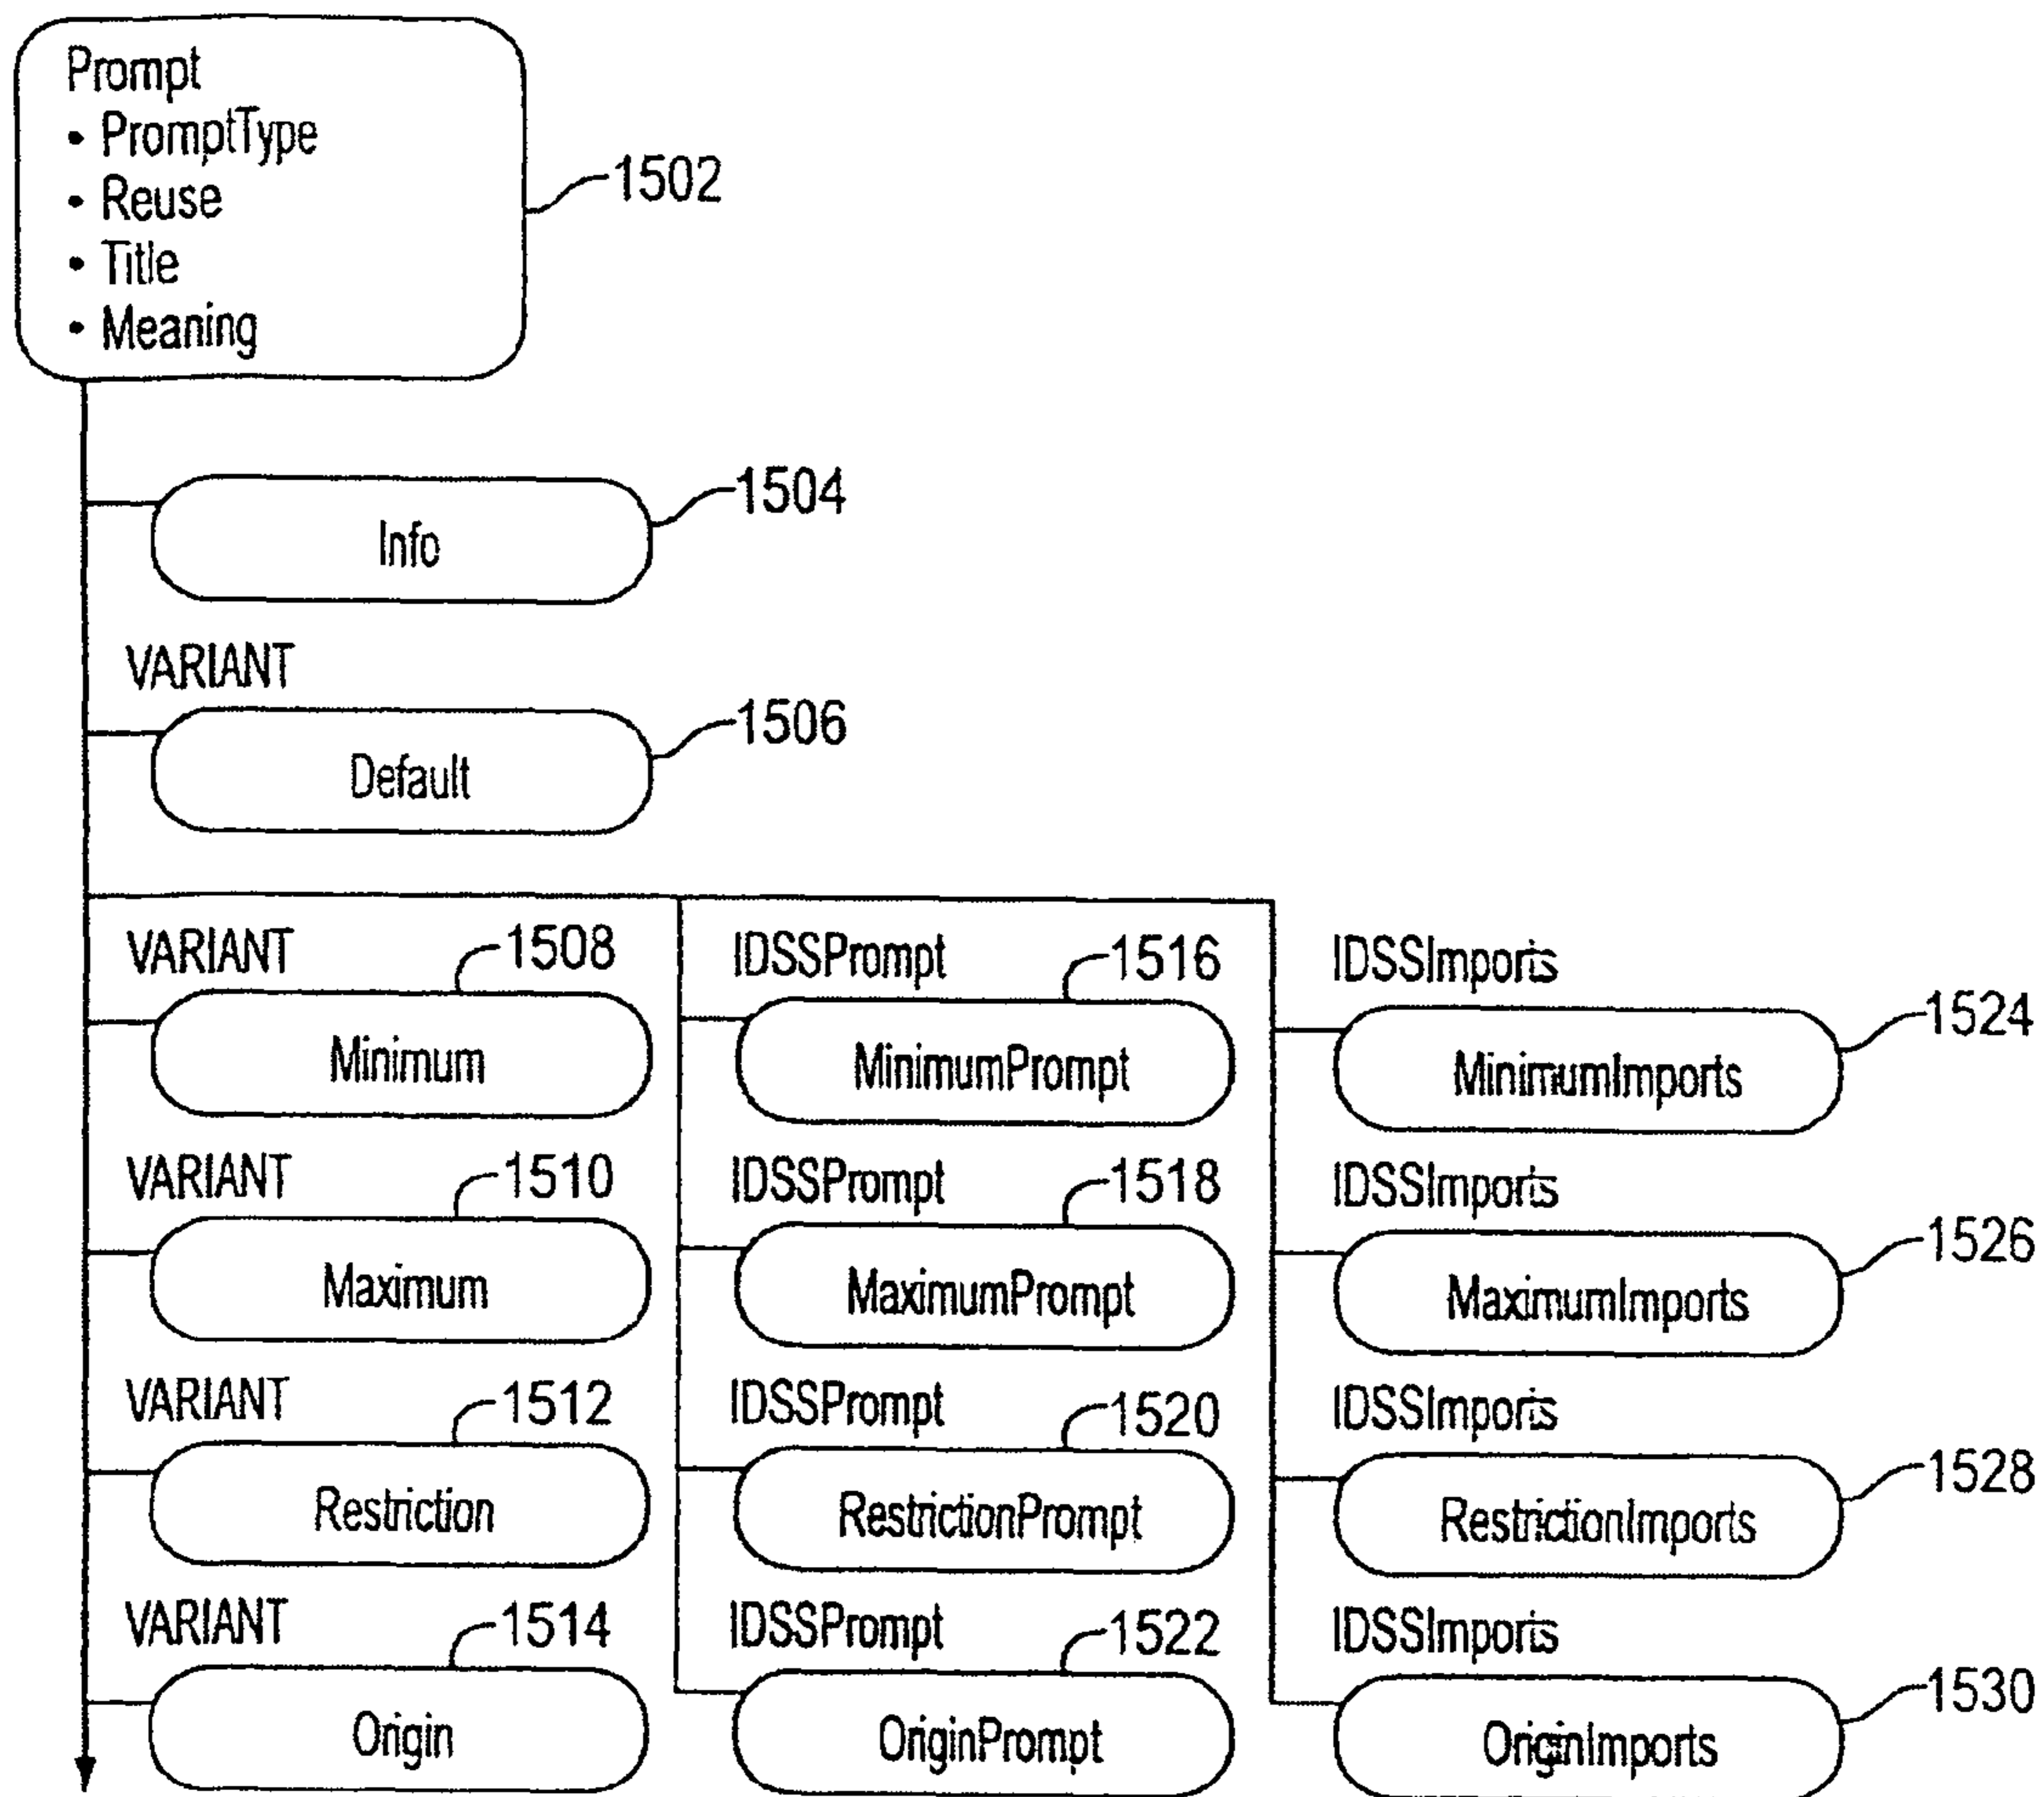 Prompt
• PromptType
• Reuse
• Title
• Meaning
1502
1504
Info
VARIANT
1506
Default
VARIANT 1508 IDSSPrompt 1516 IDSSImports
1524
Minimum MinimumPrompt MinimumImports
VARIANT 1510 IDSSPrompt 1518 IDSSImports
1526
Maximum MaximumPrompt MaximumImports
VARIANT 1512 IDSSPrompt 1520 IDSSImports
1528
Restriction RestrictionPrompt RestrictionImports
VARIANT 1514 IDSSPrompt 1522 IDSSImports
1530
Origin OriginPrompt OriginImports